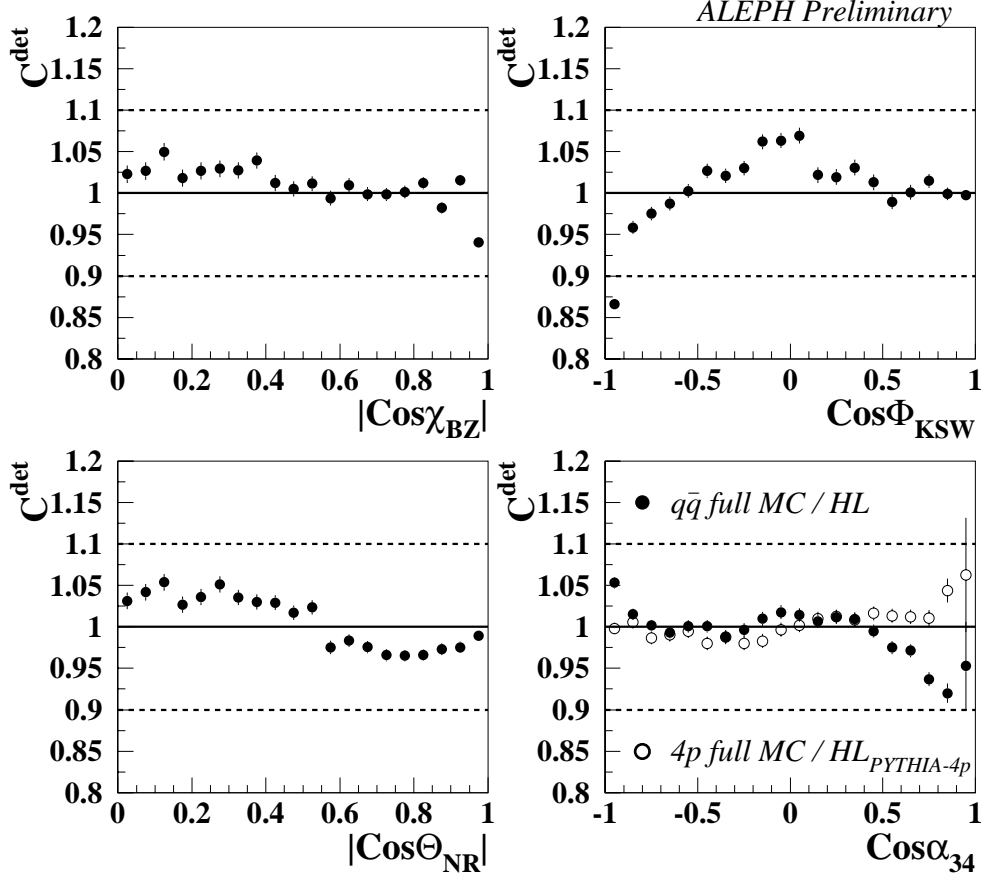 ALEPH Preliminary
C^det
1.2
1.15
1.1
1.05
1
0.95
0.9
0.85
0.8
0 0.2 0.4 0.6 0.8 1
|Cosχ_BZ|
C^det
1.2
1.15
1.1
1.05
1
0.95
0.9
0.85
0.8
-1 -0.5 0 0.5 1
CosΦ_KSW
C^det
1.2
1.15
1.1
1.05
1
0.95
0.9
0.85
0.8
0 0.2 0.4 0.6 0.8 1
|CosΘ_NR|
C^det
1.2
1.15
1.1
1.05
1
0.95
0.9
0.85
0.8
qq̄ full MC / HL
4p full MC / HL_PYTHIA-4p
-1 -0.5 0 0.5 1
Cosα_34